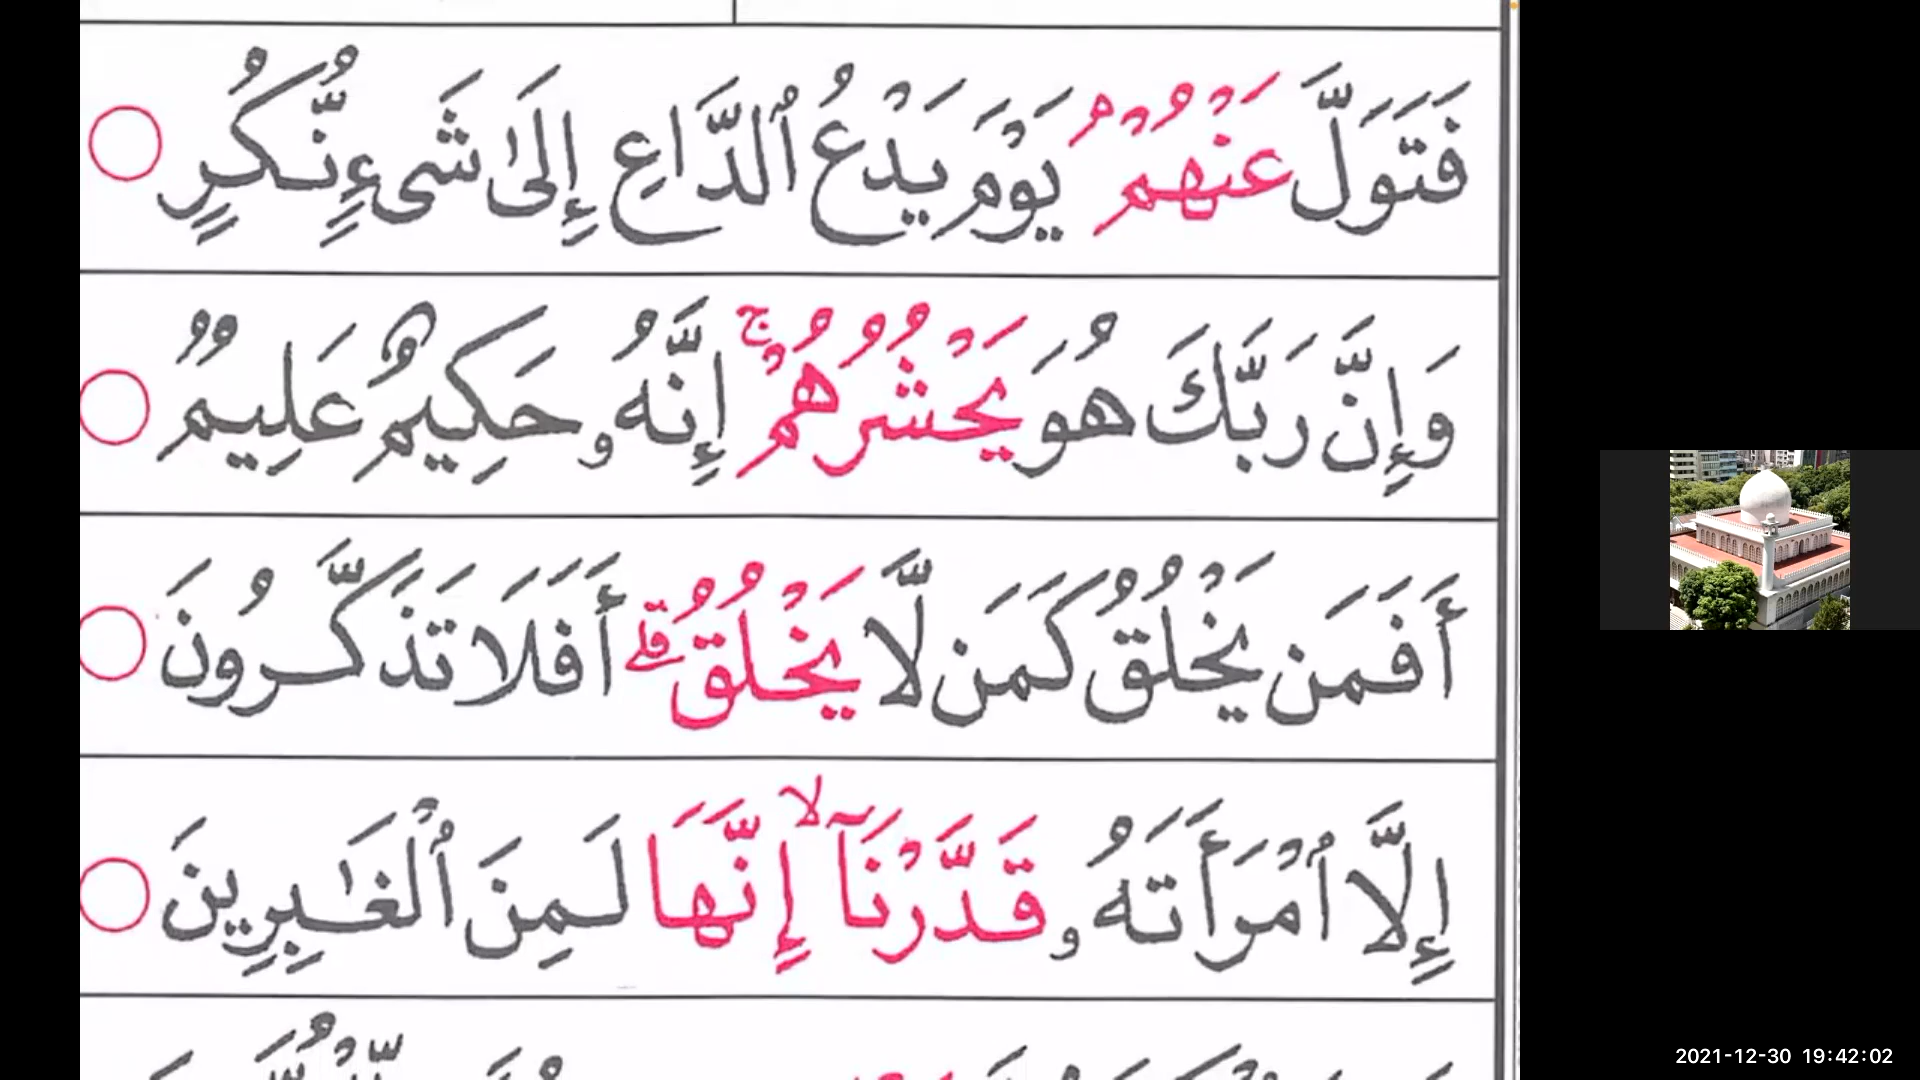 فَتَوَلَّ عَنْهُمْ ۘ يَوْمَ يَدْعُ ٱلدَّاعِ إِلَىٰ شَىْءٍ نُّكُرٍ
وَإِنَّ رَبَّكَ هُوَ يَحْشُرُهُمْ ۚ إِنَّهُۥ حَكِيمٌ عَلِيمٌ
أَفَمَن يَخْلُقُ كَمَن لَّا يَخْلُقُ ۗ أَفَلَا تَذَكَّرُونَ
إِلَّا ٱمْرَأَتَهُۥ قَدَّرْنَآ ۙ إِنَّهَا لَمِنَ ٱلْغَـٰبِرِينَ
2021-12-30 19:42:02